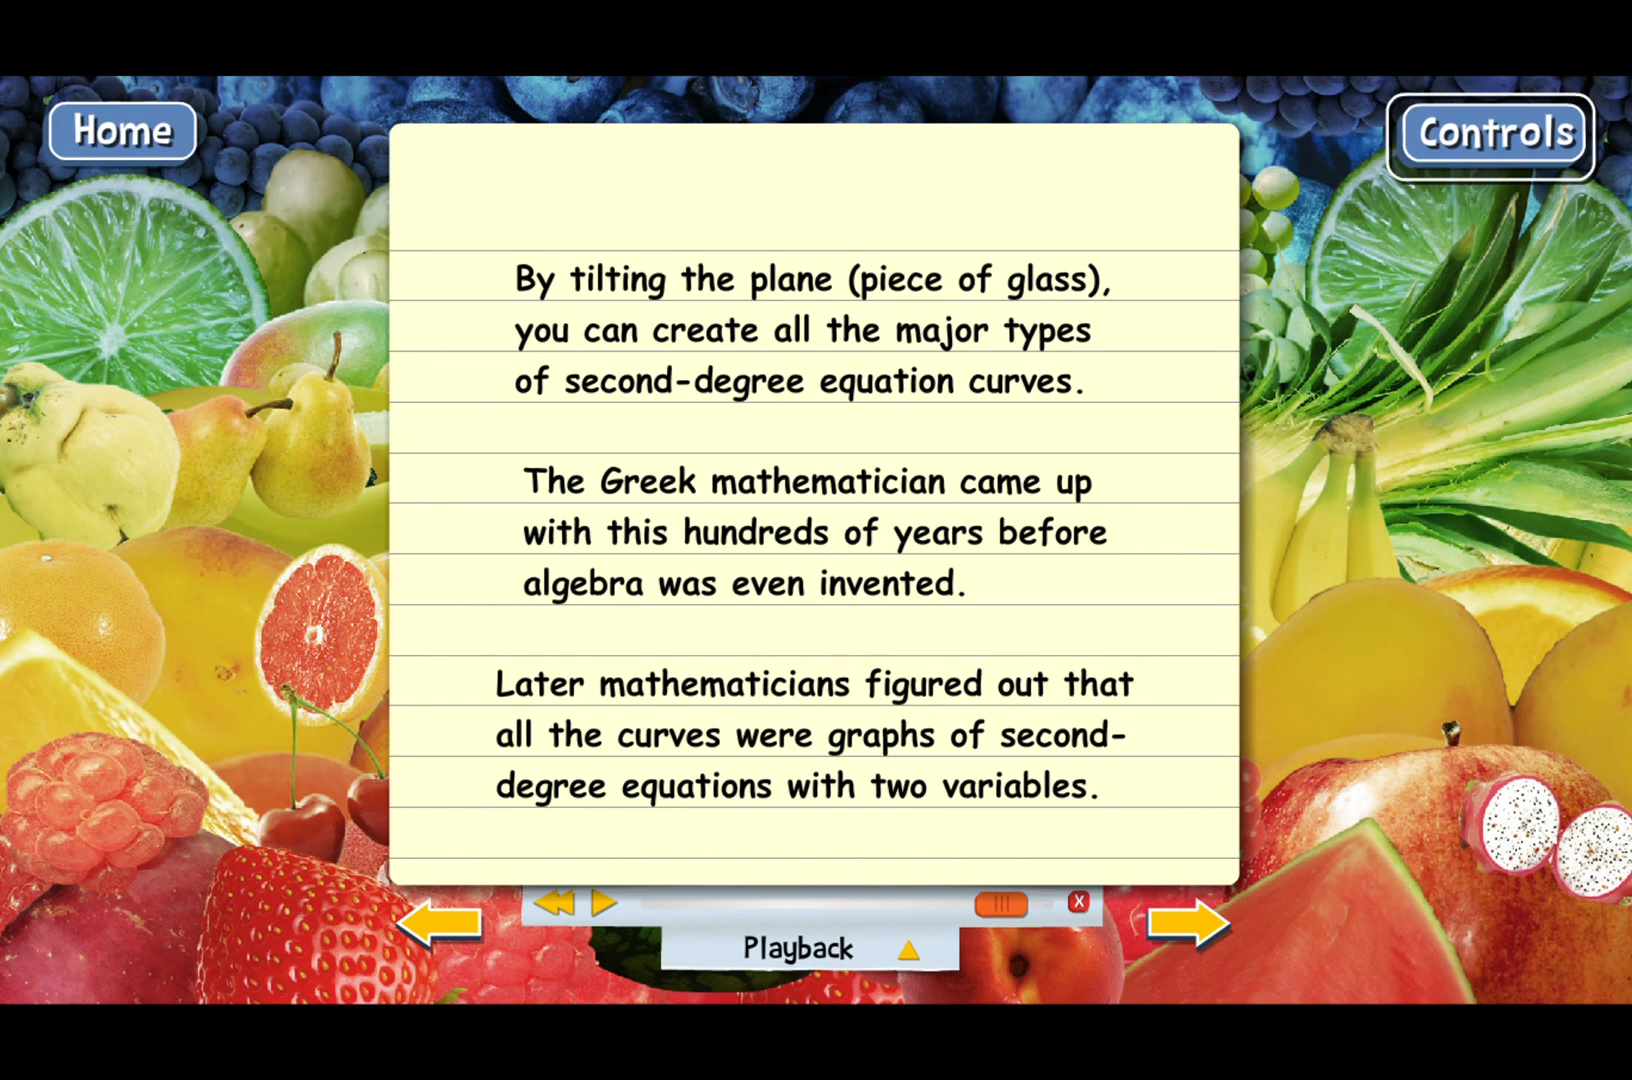 Home
Controls
By tilting the plane (piece of glass),
you can create all the major types
of second-degree equation curves.
The Greek mathematician came up
with this hundreds of years before
algebra was even invented.
Later mathematicians figured out that
all the curves were graphs of second-
degree equations with two variables.
X
Playback